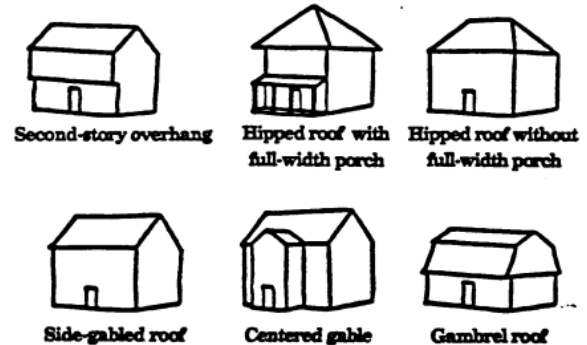 Second-story overhang
Hipped roof with
full-width porch
Hipped roof without
full-width porch
Side-gabled roof
Centered gable
Gambrel roof